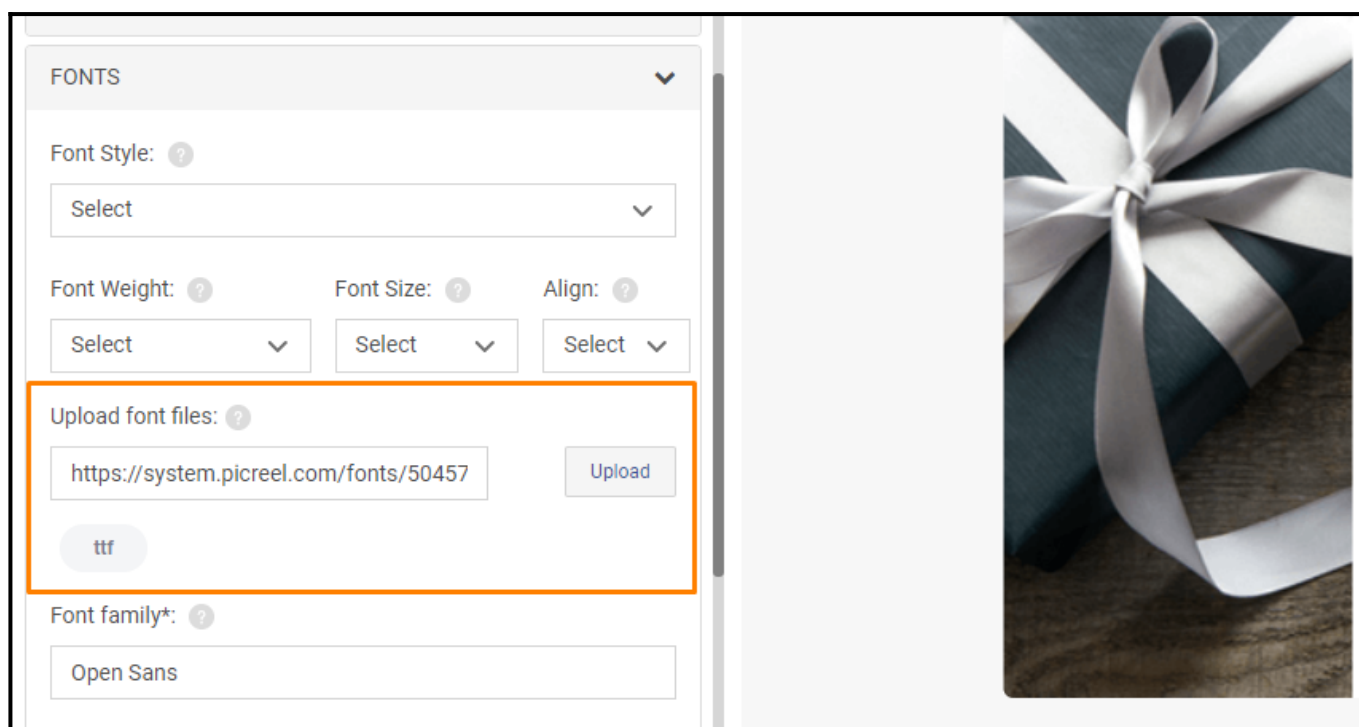 FONTS
Font Style: ?
Select
Font Weight: ? Font Size: ? Align: ?
Select Select Select
Upload font files: ?
https://system.picreel.com/fonts/50457 Upload
ttf
Font family*: ?
Open Sans